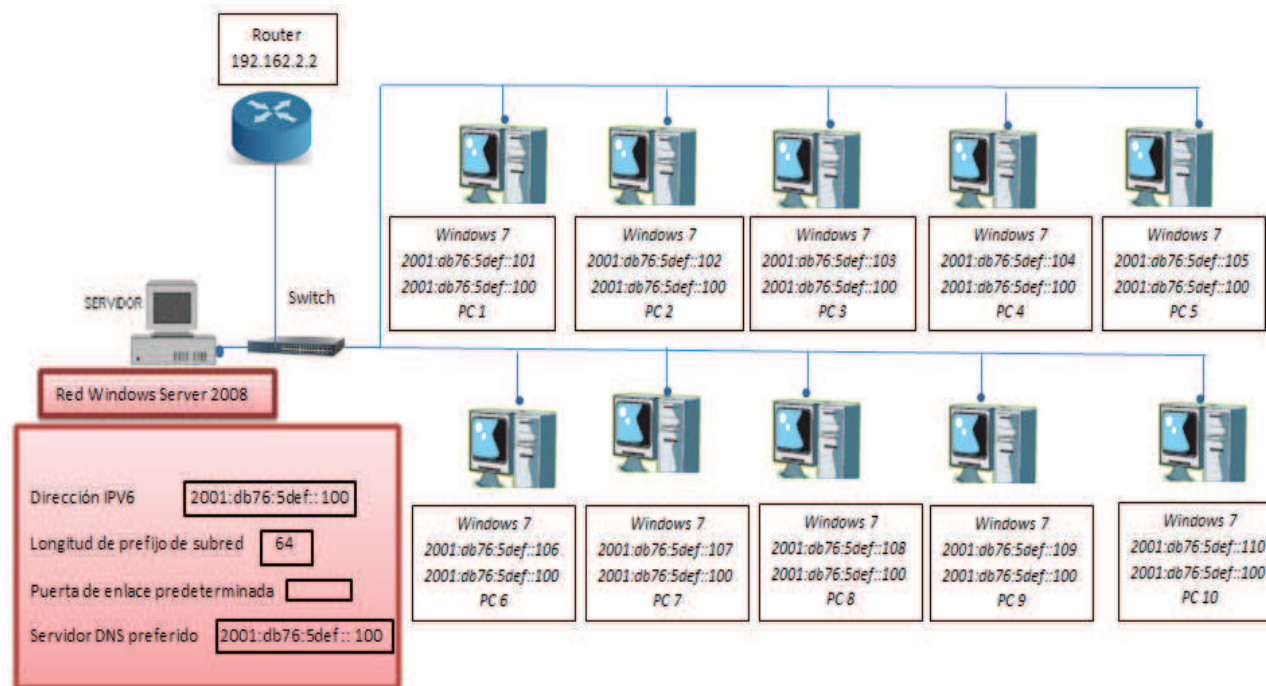 Router
192.162.2.2
Windows 7
2001:db76:5def::101
2001:db76:5def::100
PC 1
Windows 7
2001:db76:5def::102
2001:db76:5def::100
PC 2
Windows 7
2001:db76:5def::103
2001:db76:5def::100
PC 3
Windows 7
2001:db76:5def::104
2001:db76:5def::100
PC 4
Windows 7
2001:db76:5def::105
2001:db76:5def::100
PC 5
SERVIDOR
Switch
Red Windows Server 2008
Dirección IPV6 2001:db76:5def:: 100
Longitud de prefijo de subred 64
Puerta de enlace predeterminada
Servidor DNS preferido 2001:db76:5def :: 100
Windows 7
2001:db76:5def::106
2001:db76:5def::100
PC 6
Windows 7
2001:db76:5def::107
2001:db76:5def::100
PC 7
Windows 7
2001:db76:5def::108
2001:db76:5def::100
PC 8
Windows 7
2001:db76:5def::109
2001:db76:5def::100
PC 9
Windows 7
2001:db76:5def::110
2001:db76:5def::100
PC 10